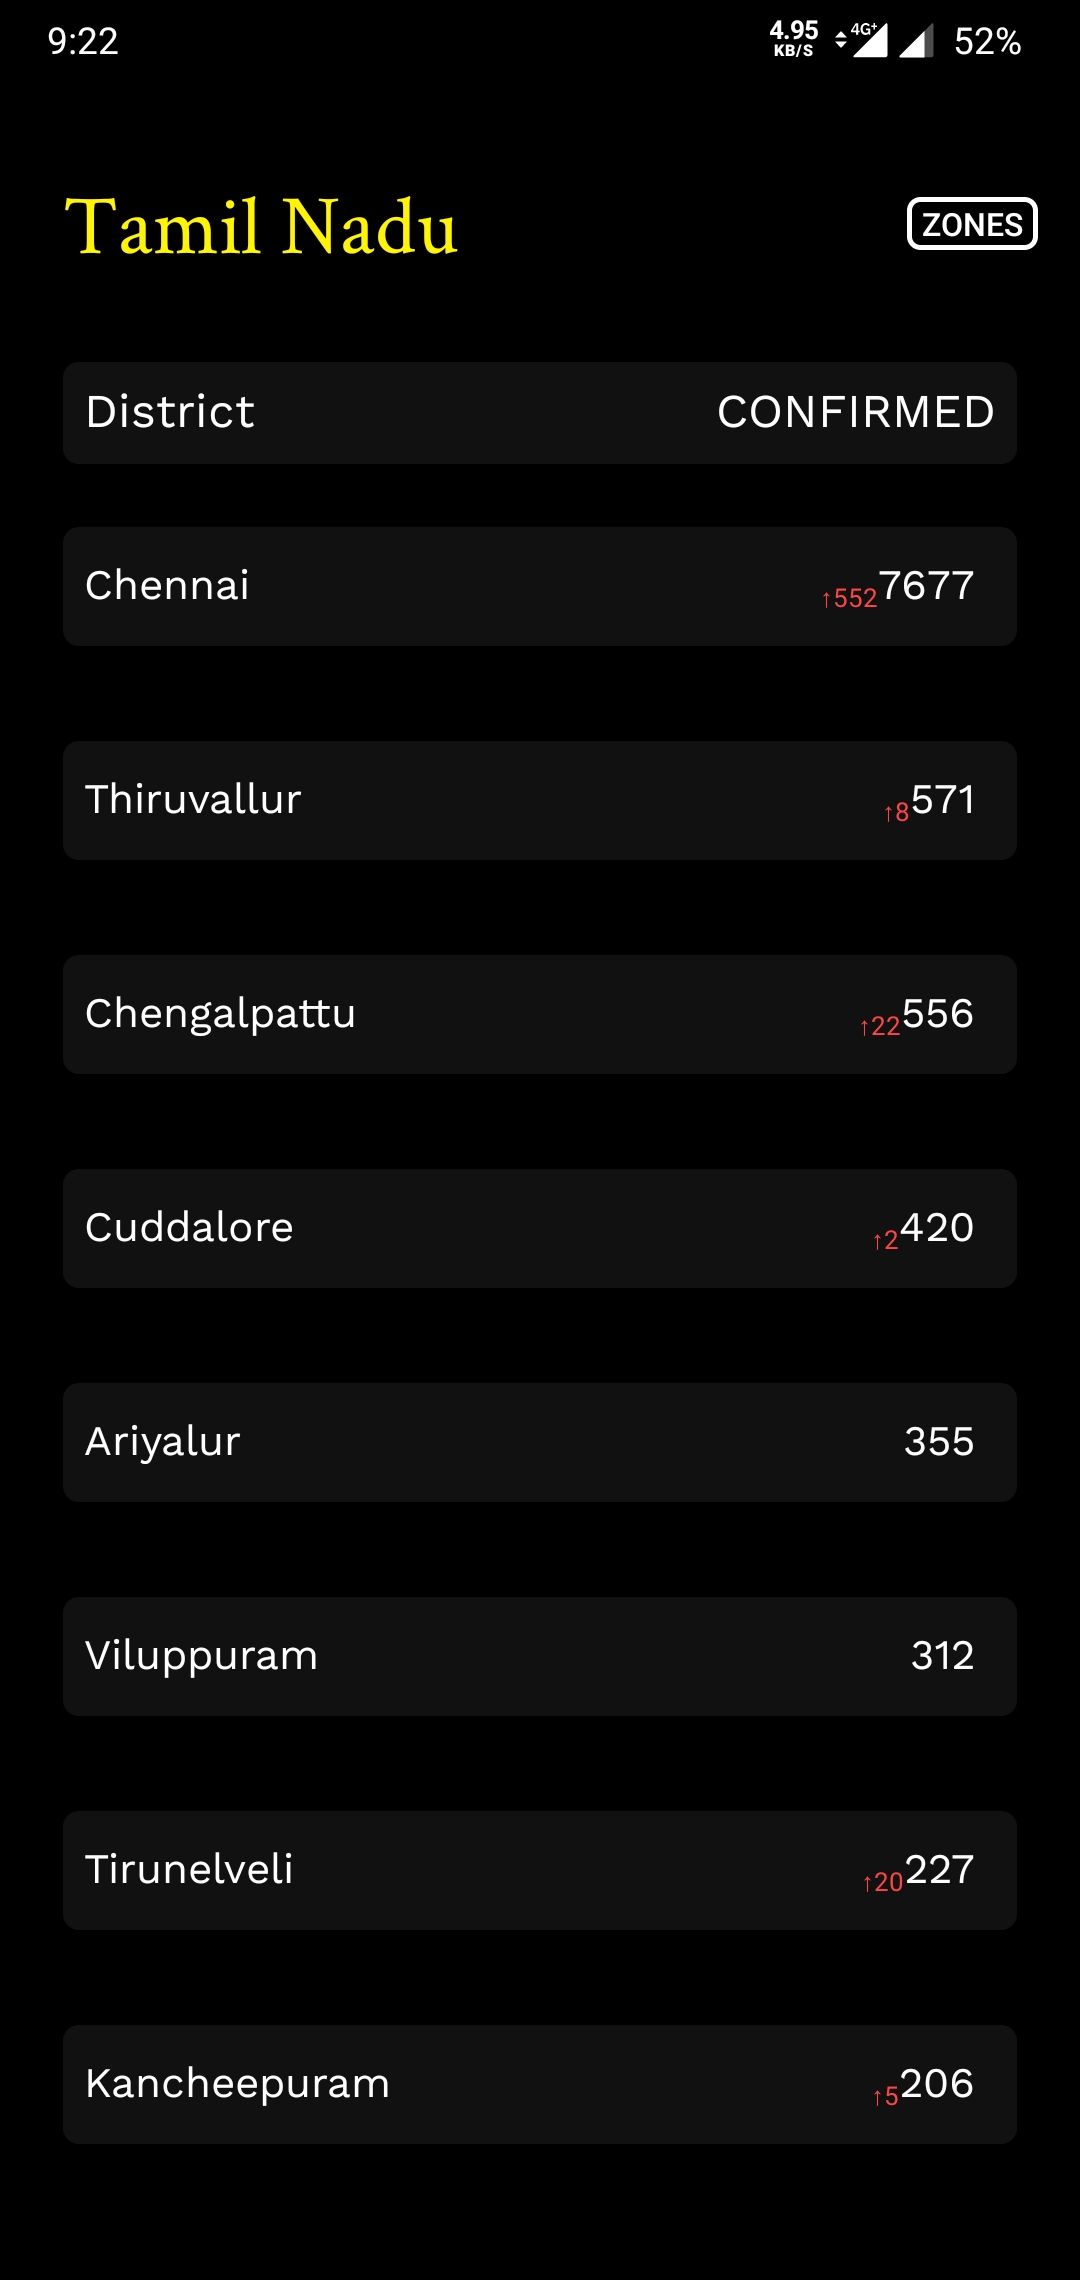 9:22 4.95 KB/S 4G+ 52%
Tamil Nadu ZONES
District CONFIRMED
Chennai ↑552 7677
Thiruvallur ↑8 571
Chengalpattu ↑22 556
Cuddalore ↑2 420
Ariyalur 355
Viluppuram 312
Tirunelveli ↑20 227
Kancheepuram ↑5 206